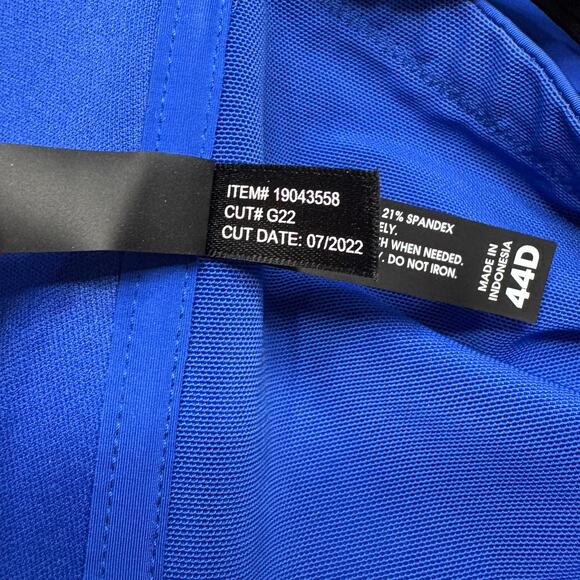 ITEM# 19043558
CUT# G22
CUT DATE: 07/2022
21% SPANDEX
WHEN NEEDED.
DO NOT IRON.
MADE IN
INDONESIA
44D